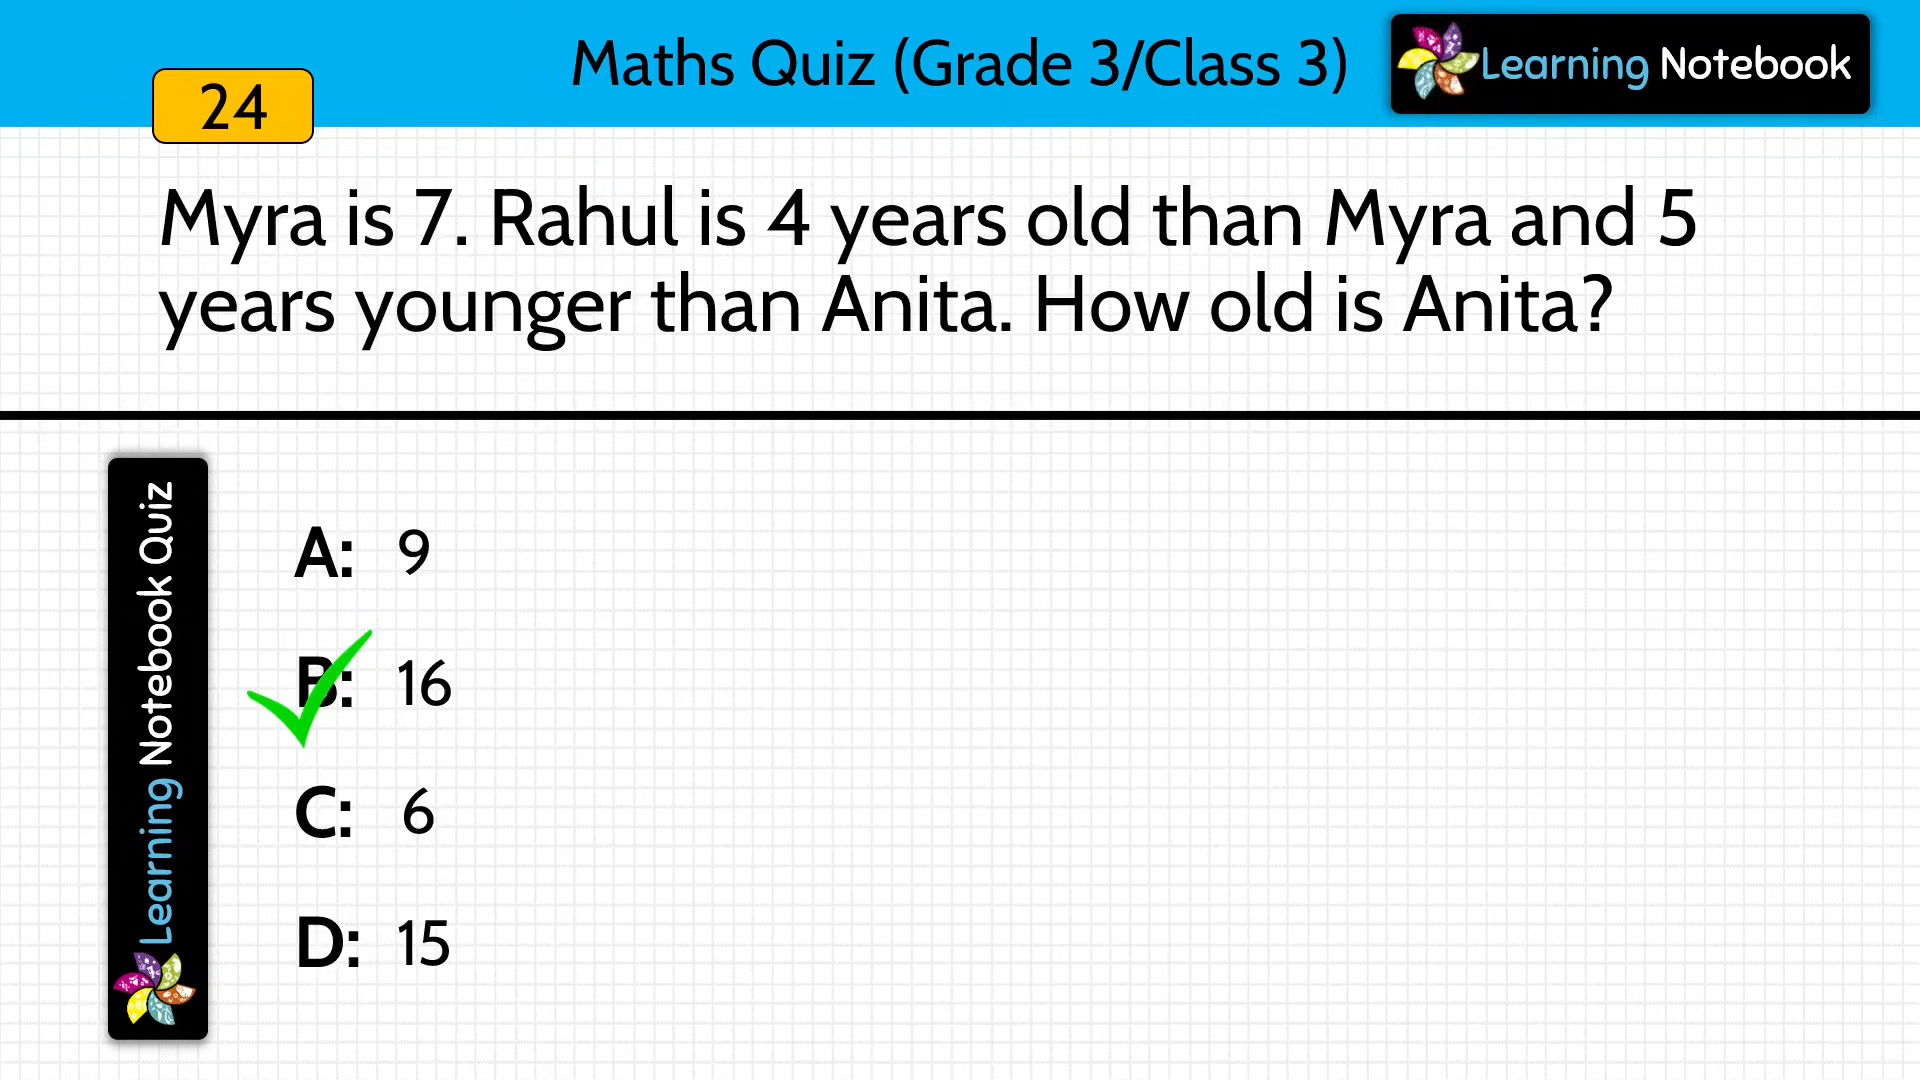 Maths Quiz (Grade 3/Class 3)
Learning Notebook
24
Myra is 7. Rahul is 4 years old than Myra and 5
years younger than Anita. How old is Anita?
Learning Notebook Quiz
A: 9
B: 16
C: 6
D: 15